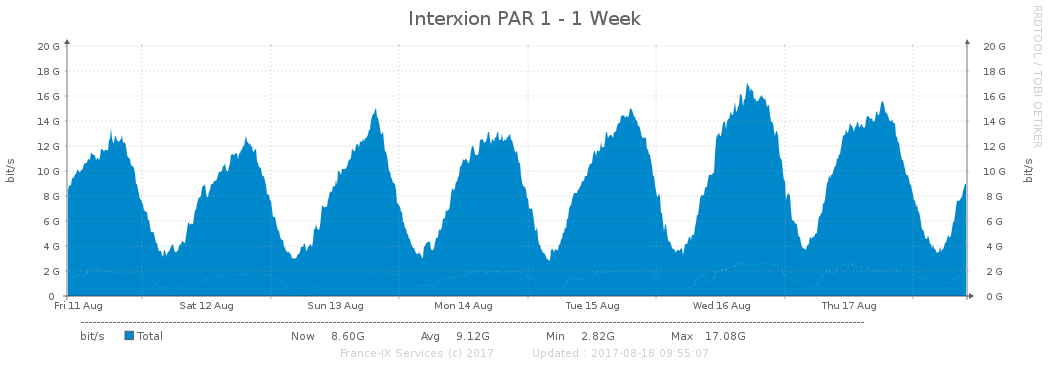 Interxion PAR 1 - 1 Week
RRDTOOL / TOBI OETIKER
bit/s
20 G 20 G
18 G 18 G
16 G 16 G
14 G 14 G
12 G 12 G
10 G 10 G
8 G 8 G
6 G 6 G
4 G 4 G
2 G 2 G
0 0 G
bit/s
Fri 11 Aug Sat 12 Aug Sun 13 Aug Mon 14 Aug Tue 15 Aug Wed 16 Aug Thu 17 Aug
bit/s Total Now 8.60G Avg 9.12G Min 2.82G Max 17.08G
France-IX Services (c) 2017 Updated : 2017-08-18 09:55:07